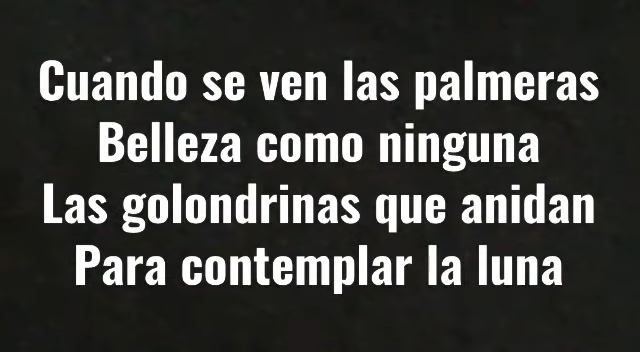 Cuando se ven las palmeras
Belleza como ninguna
Las golondrinas que anidan
Para contemplar la luna